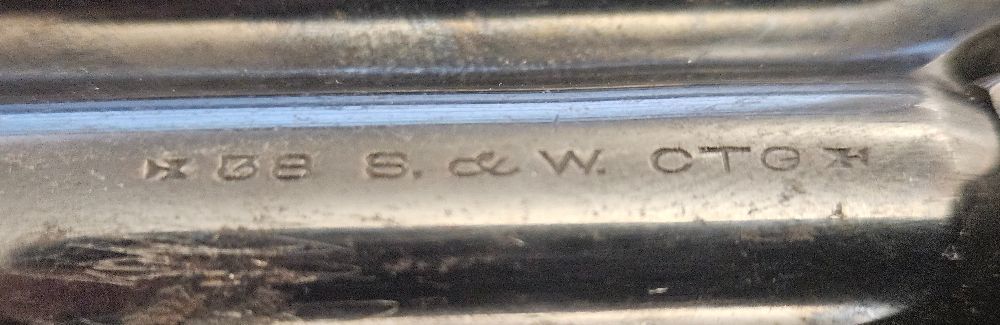 ✠38 S. & W. CTG✠